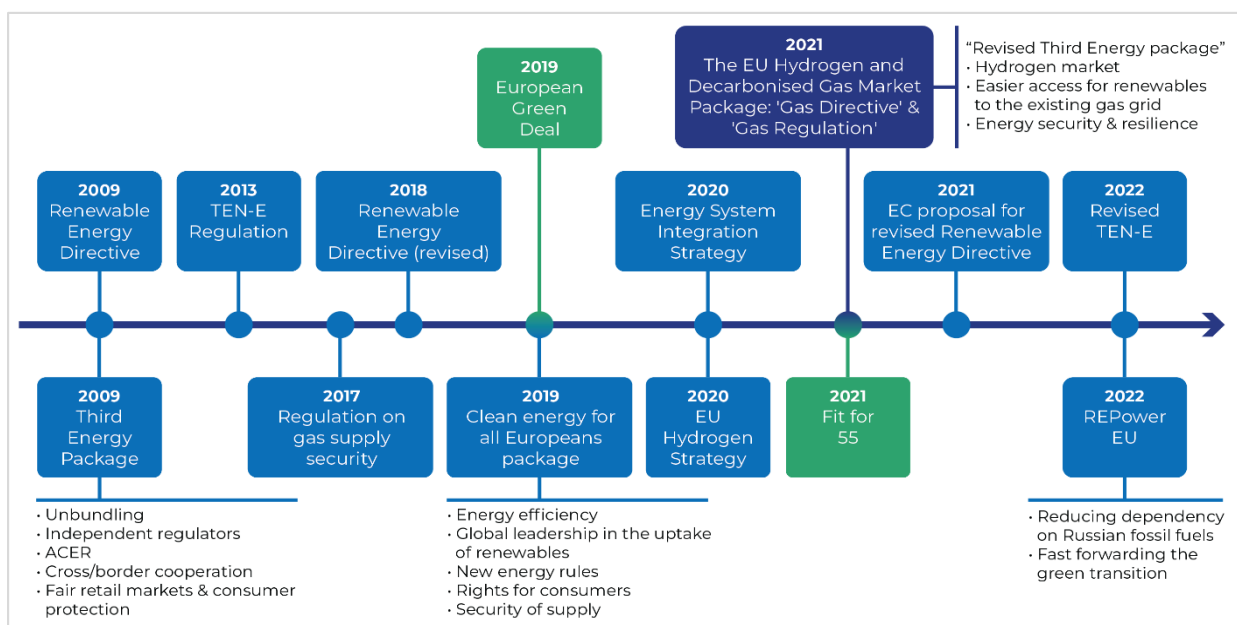 2009
Renewable
Energy
Directive
2013
TEN-E
Regulation
2018
Renewable
Energy
Directive (revised)
2019
European
Green
Deal
2020
Energy System
Integration
Strategy
2021
The EU Hydrogen and
Decarbonised Gas Market
Package: 'Gas Directive' &
'Gas Regulation'
“Revised Third Energy package”
• Hydrogen market
• Easier access for renewables
to the existing gas grid
• Energy security & resilience
2021
EC proposal for
revised Renewable
Energy Directive
2022
Revised
TEN-E
2009
Third
Energy
Package
• Unbundling
• Independent regulators
• ACER
• Cross/border cooperation
• Fair retail markets & consumer
protection
2017
Regulation on
gas supply
security
2019
Clean energy for
all Europeans
package
• Energy efficiency
• Global leadership in the uptake
of renewables
• New energy rules
• Rights for consumers
• Security of supply
2020
EU
Hydrogen
Strategy
2021
Fit for
55
2022
REPower
EU
• Reducing dependency
on Russian fossil fuels
• Fast forwarding the
green transition